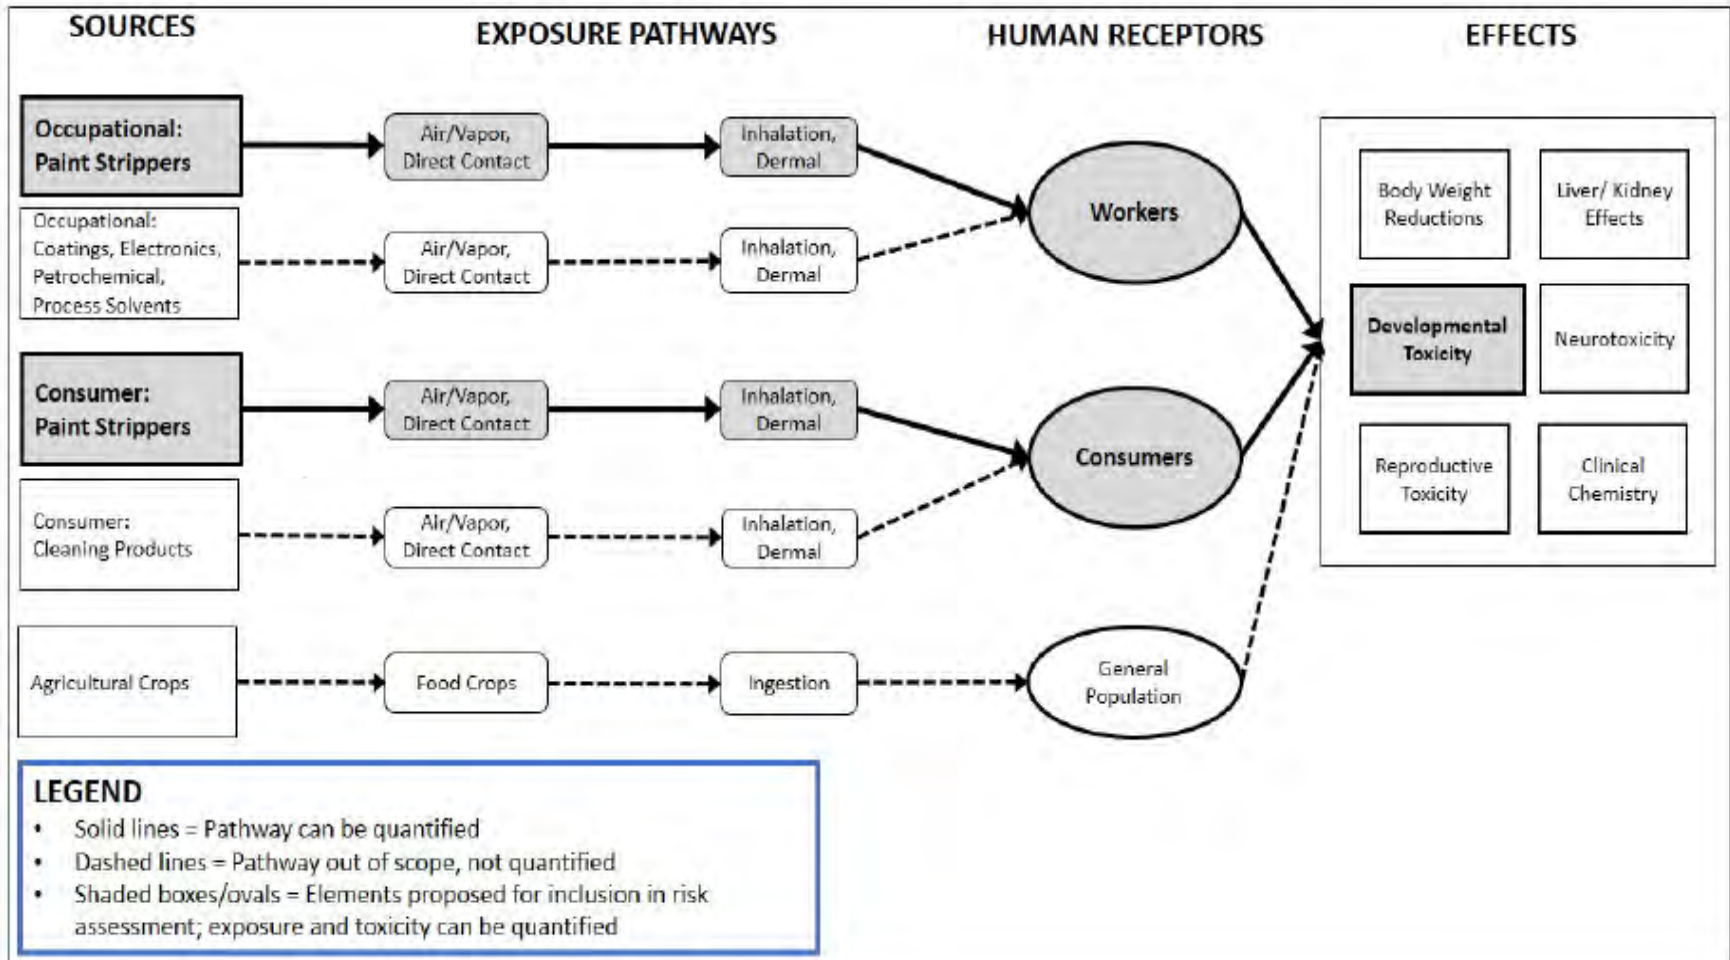 SOURCES
EXPOSURE PATHWAYS
HUMAN RECEPTORS
EFFECTS
Occupational:
Paint Strippers
Air/Vapor,
Direct Contact
Inhalation,
Dermal
Workers
Occupational:
Coatings, Electronics,
Petrochemical,
Process Solvents
Air/Vapor,
Direct Contact
Inhalation,
Dermal
Consumer:
Paint Strippers
Air/Vapor,
Direct Contact
Inhalation,
Dermal
Consumers
Consumer:
Cleaning Products
Air/Vapor,
Direct Contact
Inhalation,
Dermal
Agricultural Crops
Food Crops
Ingestion
General
Population
Body Weight
Reductions
Liver/ Kidney
Effects
Developmental
Toxicity
Neurotoxicity
Reproductive
Toxicity
Clinical
Chemistry
LEGEND
• Solid lines = Pathway can be quantified
• Dashed lines = Pathway out of scope, not quantified
• Shaded boxes/ovals = Elements proposed for inclusion in risk
assessment; exposure and toxicity can be quantified